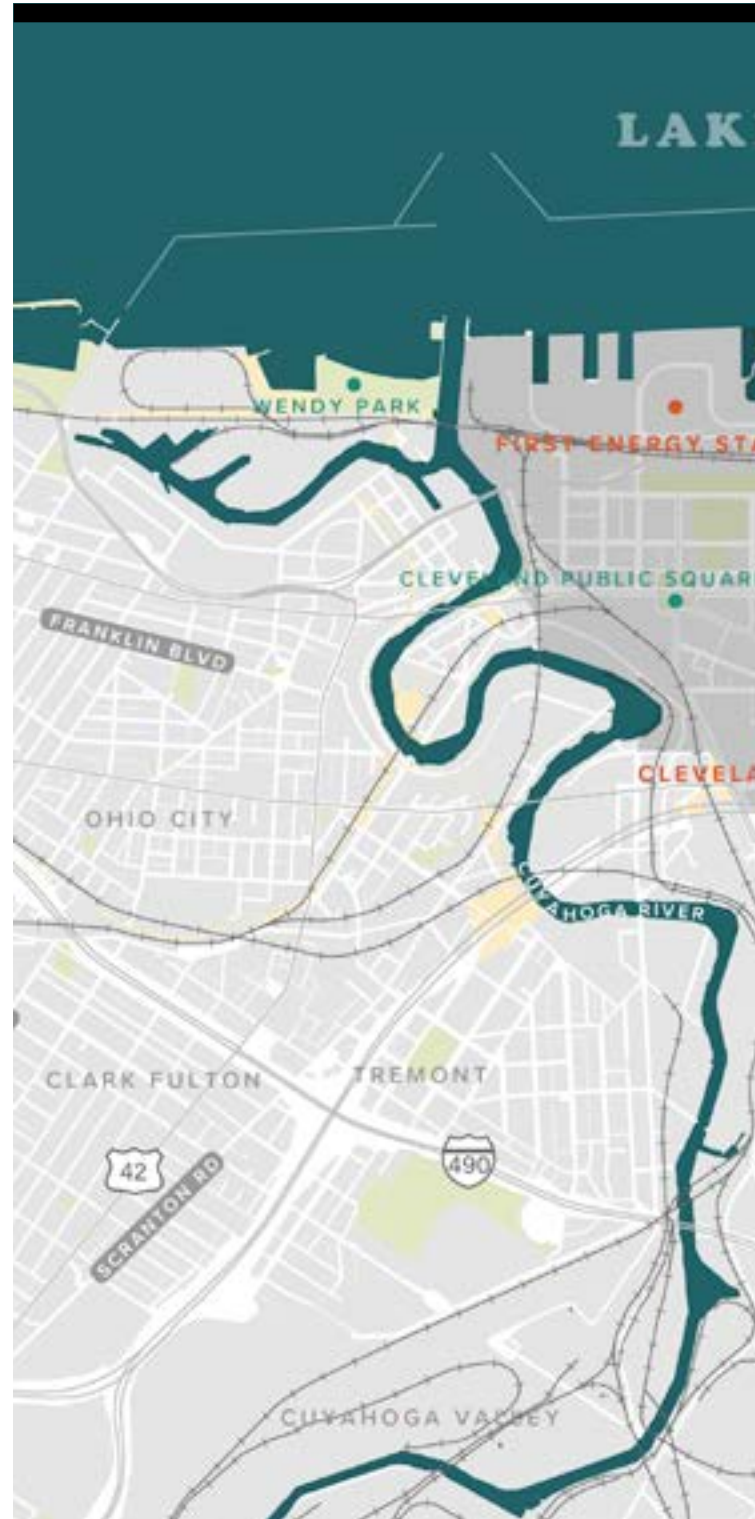 LAK
WENDY PARK
FIRST ENERGY STA
CLEVELAND PUBLIC SQUAR
FRANKLIN BLVD
CLEVELA
OHIO CITY
CUYAHOGA RIVER
CLARK FULTON
TREMONT
42
490
SCRANTON RD
CUYAHOGA VALLEY